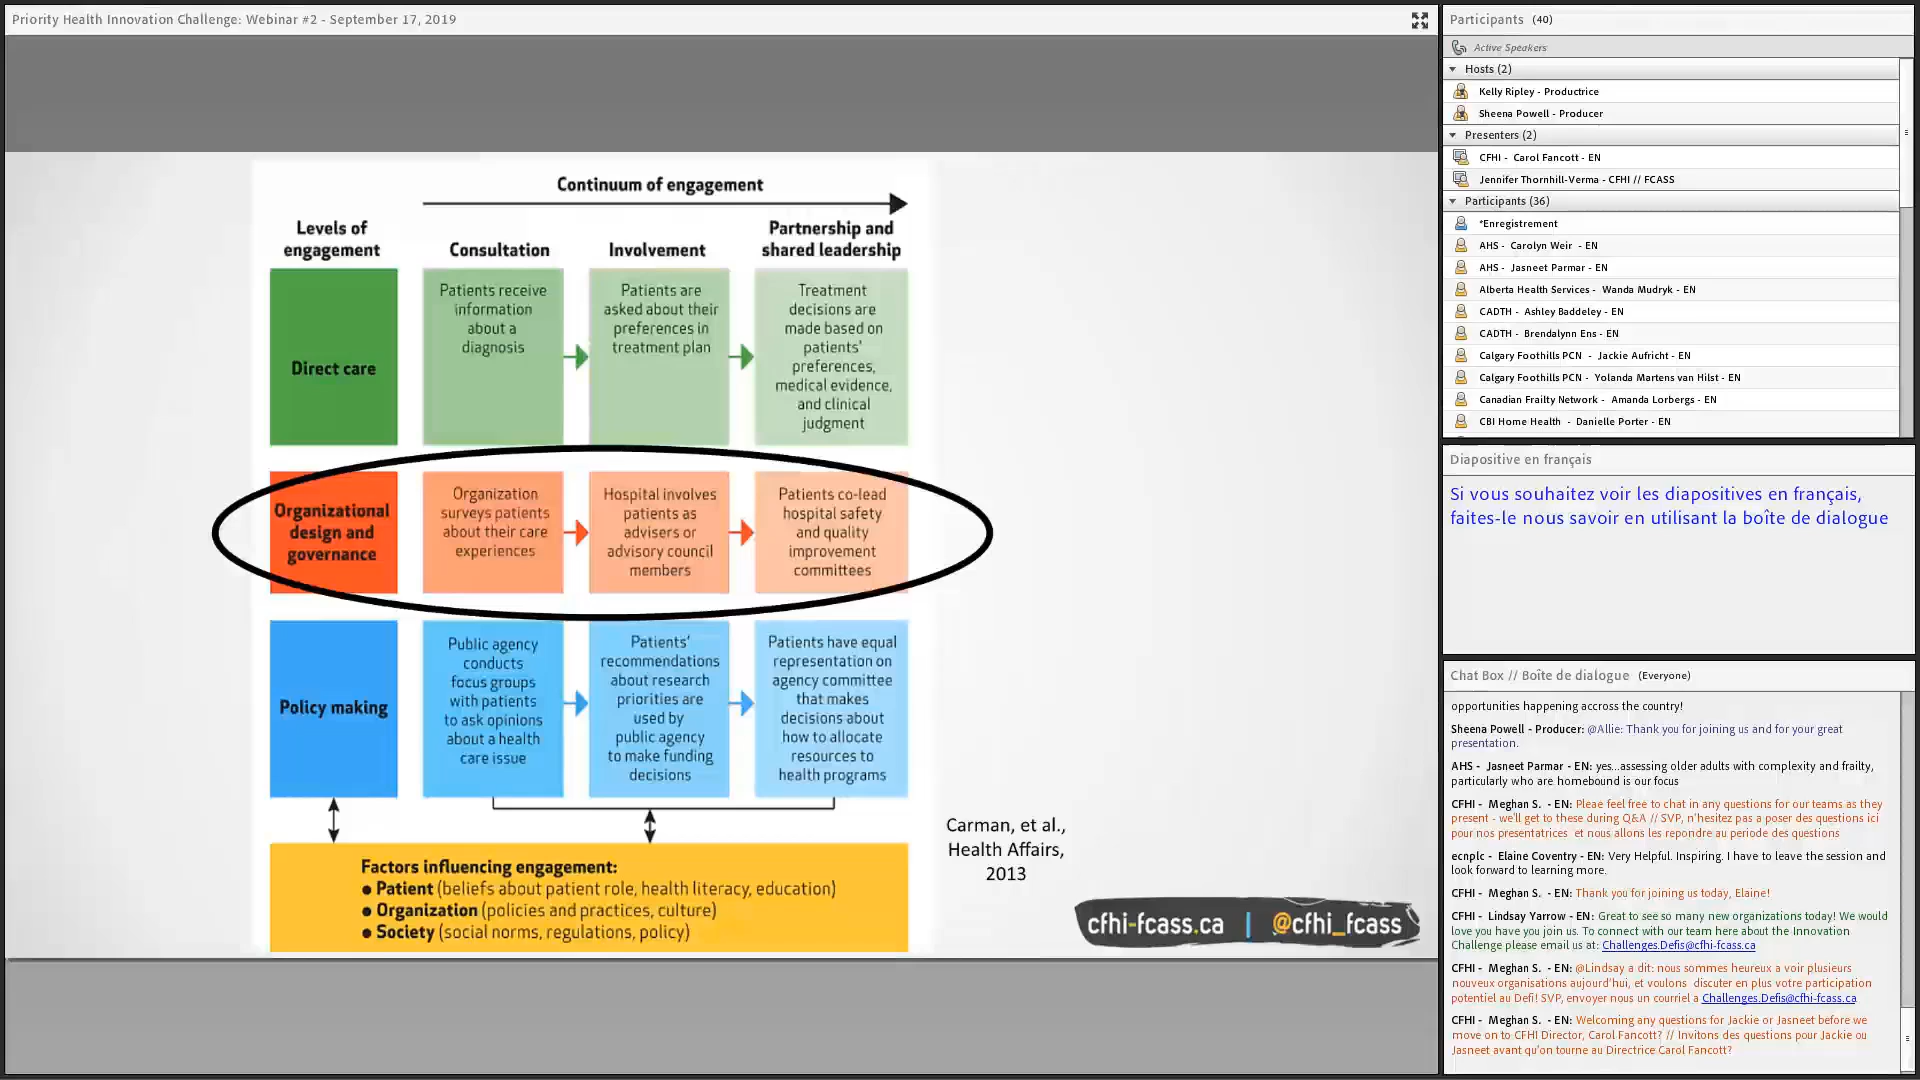 Priority Health Innovation Challenge: Webinar #2 - September 17, 2019
Continuum of engagement
Levels of
engagement
Consultation
Involvement
Partnership and
shared leadership
Direct care
Patients receive
information
about a
diagnosis
Patients are
asked about their
preferences in
treatment plan
Treatment
decisions are
made based on
patients'
preferences,
medical evidence,
and clinical
judgment
Organizational
design and
governance
Organization
surveys patients
about their care
experiences
Hospital involves
patients as
advisers or
advisory council
members
Patients co-lead
hospital safety
and quality
improvement
committees
Policy making
Public agency
conducts
focus groups
with patients
to ask opinions
about a health
care issue
Patients'
recommendations
about research
priorities are
used by
public agency
to make funding
decisions
Patients have equal
representation on
agency committee
that makes
decisions about
how to allocate
resources to
health programs
Factors influencing engagement:
● Patient (beliefs about patient role, health literacy, education)
● Organization (policies and practices, culture)
● Society (social norms, regulations, policy)
Carman, et al.,
Health Affairs,
2013
cfhi-fcass.ca | @cfhi_fcass
Participants (40)
Active Speakers
Hosts (2)
Kelly Ripley - Productrice
Sheena Powell - Producer
Presenters (2)
CFHI - Carol Fancott - EN
Jennifer Thornhill-Verma - CFHI // FCASS
Participants (36)
*Enregistrement
AHS - Carolyn Weir - EN
AHS - Jasneet Parmar - EN
Alberta Health Services - Wanda Mudryk - EN
CADTH - Ashley Baddeley - EN
CADTH - Brendalynn Ens - EN
Calgary Foothills PCN - Jackie Aufricht - EN
Calgary Foothills PCN - Yolanda Martens van Hilst - EN
Canadian Frailty Network - Amanda Lorbergs - EN
CBI Home Health - Danielle Porter - EN
Diapositive en français
Si vous souhaitez voir les diapositives en français,
faites-le nous savoir en utilisant la boîte de dialogue
Chat Box // Boîte de dialogue (Everyone)
opportunities happening accross the country!
Sheena Powell - Producer: @Allie: Thank you for joining us and for your great
presentation.
AHS - Jasneet Parmar - EN: yes...assessing older adults with complexity and frailty,
particularly who are homebound is our focus
CFHI - Meghan S. - EN: Pleae feel free to chat in any questions for our teams as they
present - we'll get to these during Q&A // SVP, n'hesitez pas a poser des questions ici
pour nos presentatrices et nous allons les repondre au periode des questions
ecnplc - Elaine Coventry - EN: Very Helpful. Inspiring. I have to leave the session and
look forward to learning more.
CFHI - Meghan S. - EN: Thank you for joining us today, Elaine!
CFHI - Lindsay Yarrow - EN: Great to see so many new organizations today! We would
love you have you join us. To connect with our team here about the Innovation
Challenge please email us at: Challenges.Defis@cfhi-fcass.ca
CFHI - Meghan S. - EN: @Lindsay a dit: nous sommes heureux a voir plusieurs
nouveux organisations aujourd'hui, et voulons discuter en plus votre participation
potentiel au Defi! SVP, envoyer nous un courriel a Challenges.Defis@cfhi-fcass.ca
CFHI - Meghan S. - EN: Welcoming any questions for Jackie or Jasneet before we
move on to CFHI Director, Carol Fancott? // Invitons des questions pour Jackie ou
Jasneet avant qu'on tourne au Directrice Carol Fancott?